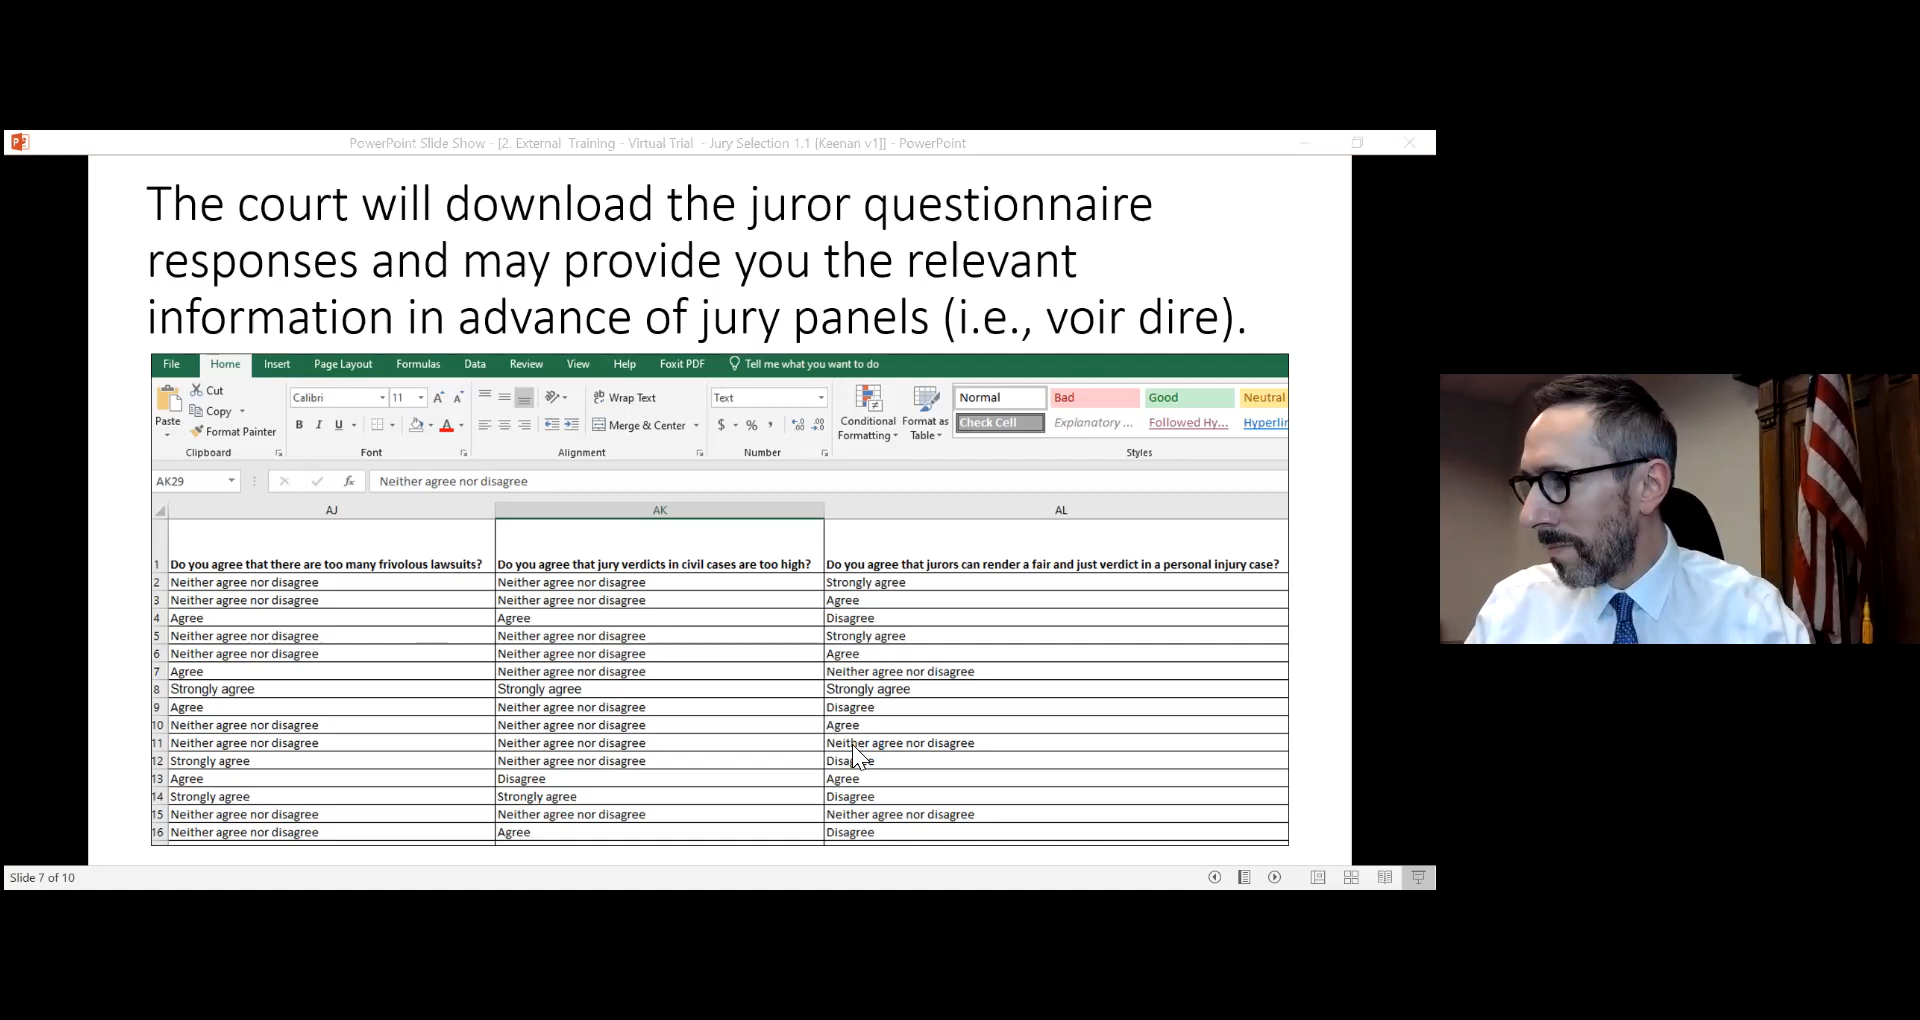 PowerPoint Slide Show - [2. External Training - Virtual Trial - Jury Selection 1.1 [Keenan v1]] - PowerPoint
The court will download the juror questionnaire
responses and may provide you the relevant
information in advance of jury panels (i.e., voir dire).
File Home Insert Page Layout Formulas Data Review View Help Foxit PDF Tell me what you want to do
Paste Cut Copy Format Painter Clipboard
Calibri 11 B I U A Font
Wrap Text Merge & Center Alignment
Text $ % , Number
Conditional Formatting Format as Table
Normal Bad Good Neutral
Check Cell Explanatory ... Followed Hy... Hyperlin
Styles
AK29 fx Neither agree nor disagree
AJ AK AL
1 Do you agree that there are too many frivolous lawsuits? Do you agree that jury verdicts in civil cases are too high? Do you agree that jurors can render a fair and just verdict in a personal injury case?
2 Neither agree nor disagree Neither agree nor disagree Strongly agree
3 Neither agree nor disagree Neither agree nor disagree Agree
4 Agree Agree Disagree
5 Neither agree nor disagree Neither agree nor disagree Strongly agree
6 Neither agree nor disagree Neither agree nor disagree Agree
7 Agree Neither agree nor disagree Neither agree nor disagree
8 Strongly agree Strongly agree Strongly agree
9 Agree Neither agree nor disagree Disagree
10 Neither agree nor disagree Neither agree nor disagree Agree
11 Neither agree nor disagree Neither agree nor disagree Neither agree nor disagree
12 Strongly agree Neither agree nor disagree Disagree
13 Agree Disagree Agree
14 Strongly agree Strongly agree Disagree
15 Neither agree nor disagree Neither agree nor disagree Neither agree nor disagree
16 Neither agree nor disagree Agree Disagree
Slide 7 of 10